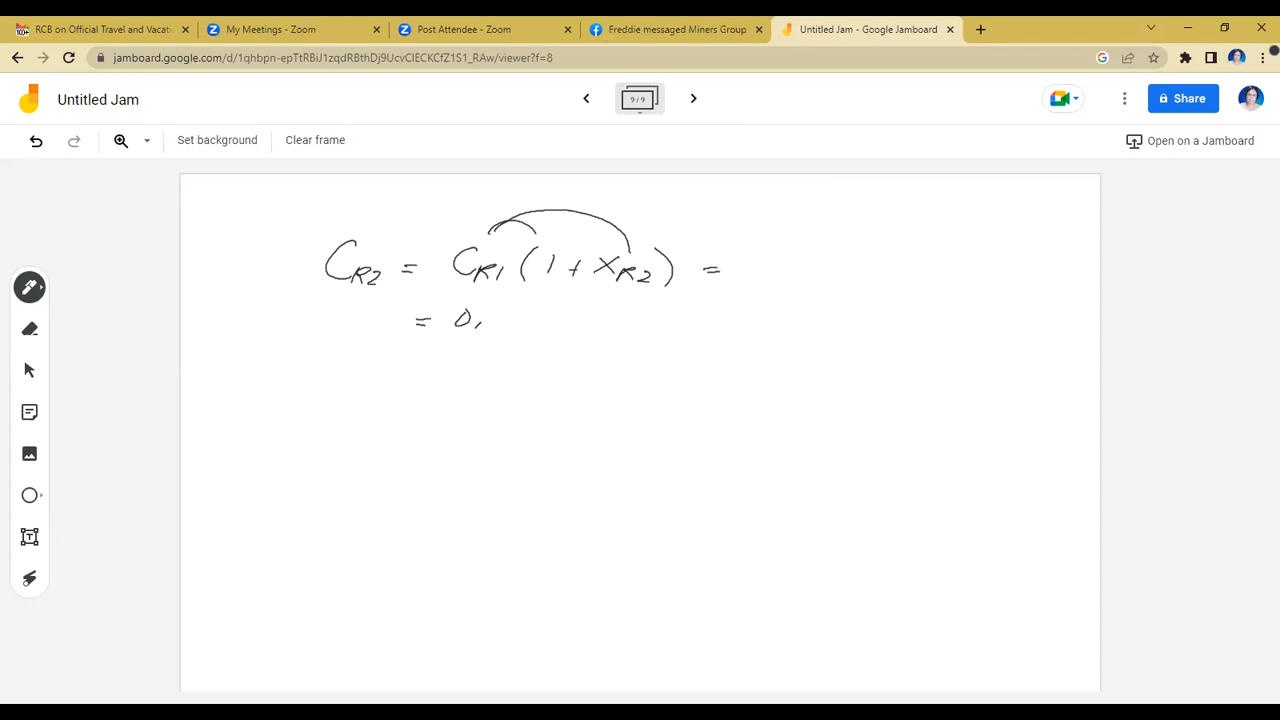 RCB on Official Travel and Vacati
My Meetings - Zoom
Post Attendee - Zoom
Freddie messaged Miners Group
Untitled Jam - Google Jamboard
jamboard.google.com/d/1qhbpn-epTtRBiJ1zqdRBthDj9UcvClECKCfZ1S1_RAw/viewer?f=8
Untitled Jam
9 / 9
Share
Set background
Clear frame
Open on a Jamboard
C_R2 = C_R1 (1 + X_R2) =
= 0.